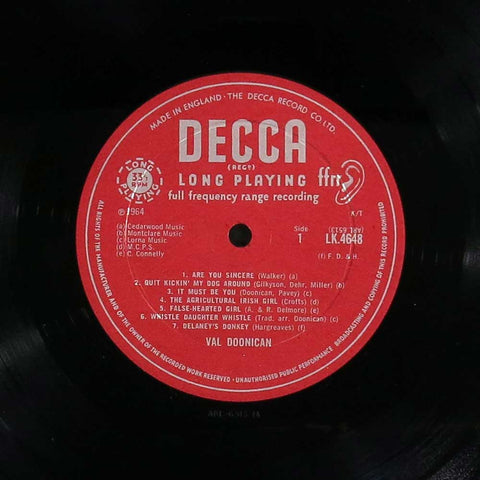 MADE IN ENGLAND · THE DECCA RECORD CO. LTD.
DECCA
(REGD)
LONG PLAYING
ffrr
full frequency range recording
LONG
33⅓
RPM
PLAYING
℗1964
K/T
(a) Cedarwood Music
(b) Montclare Music
(c) Lorna Music
(d) M.C.P.S.
(e) C. Connelly
Side
1
(ARL 6513)
LK.4648
(f) F. D. & H.
1. ARE YOU SINCERE (Walker) (a)
2. QUIT KICKIN' MY DOG AROUND (Gilkyson, Dehr, Miller) (b)
3. IT MUST BE YOU (Doonican, Pavey) (c)
4. THE AGRICULTURAL IRISH GIRL (Crofts) (d)
5. FALSE-HEARTED GIRL (A. & R. Delmore) (e)
6. WHISTLE DAUGHTER WHISTLE (Trad. arr. Doonican) (d)
7. DELANEY'S DONKEY (Hargreaves) (f)
VAL DOONICAN
ALL RIGHTS OF THE MANUFACTURER AND OF THE OWNER OF THE RECORDED WORK RESERVED · UNAUTHORISED PUBLIC PERFORMANCE BROADCASTING AND COPYING OF THIS RECORD PROHIBITED